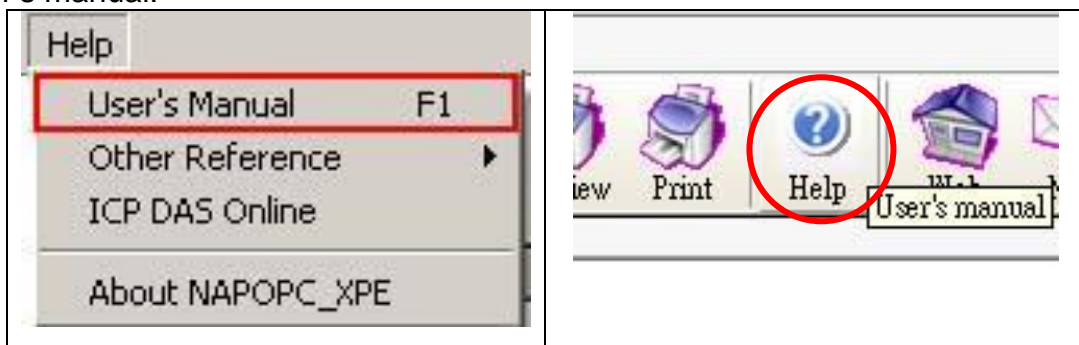 Help
User's Manual F1
Other Reference
ICP DAS Online
About NAPOPC_XPE
Print
Help
User's manual